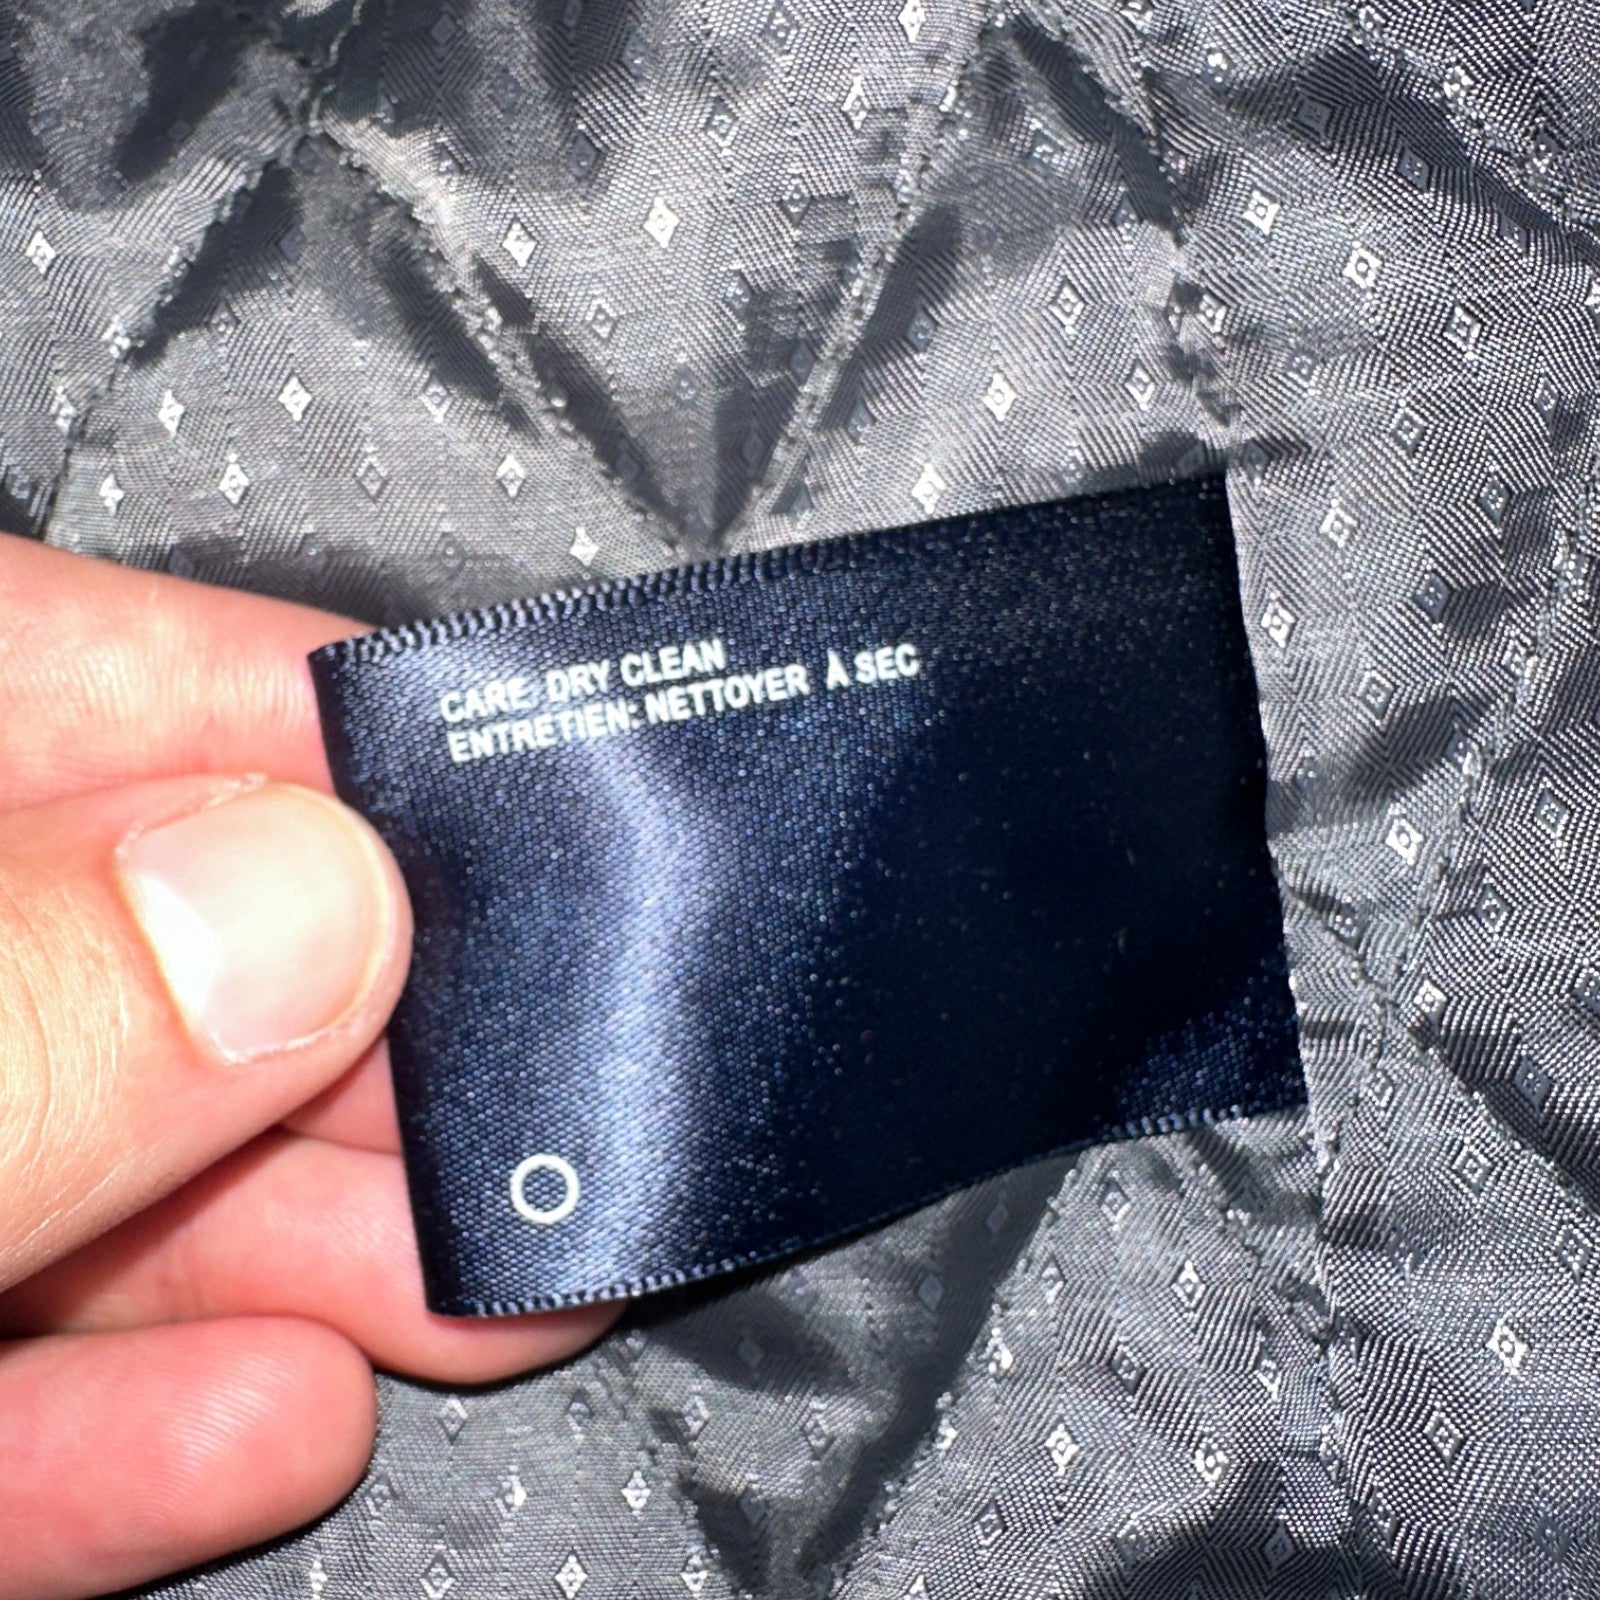 CARE: DRY CLEAN
ENTRETIEN: NETTOYER À SEC